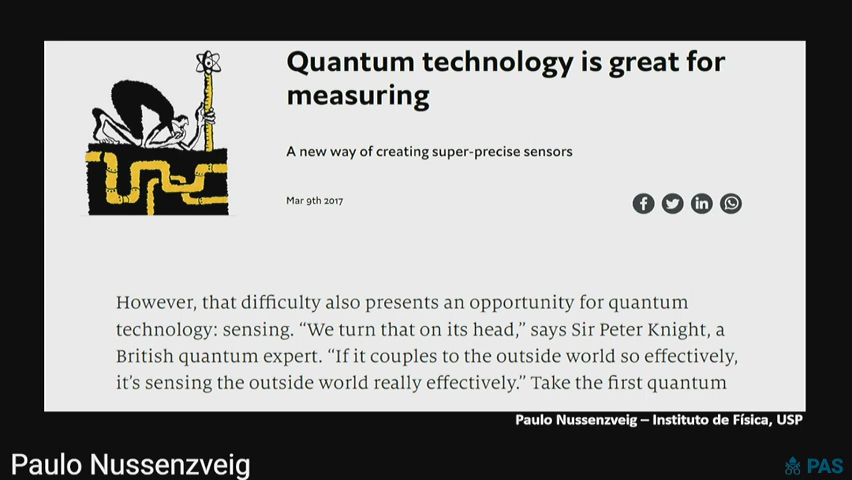 Quantum technology is great for
measuring
A new way of creating super-precise sensors
Mar 9th 2017
However, that difficulty also presents an opportunity for quantum
technology: sensing. “We turn that on its head,” says Sir Peter Knight, a
British quantum expert. “If it couples to the outside world so effectively,
it’s sensing the outside world really effectively.” Take the first quantum
Paulo Nussenzveig – Instituto de Física, USP
Paulo Nussenzveig
PAS